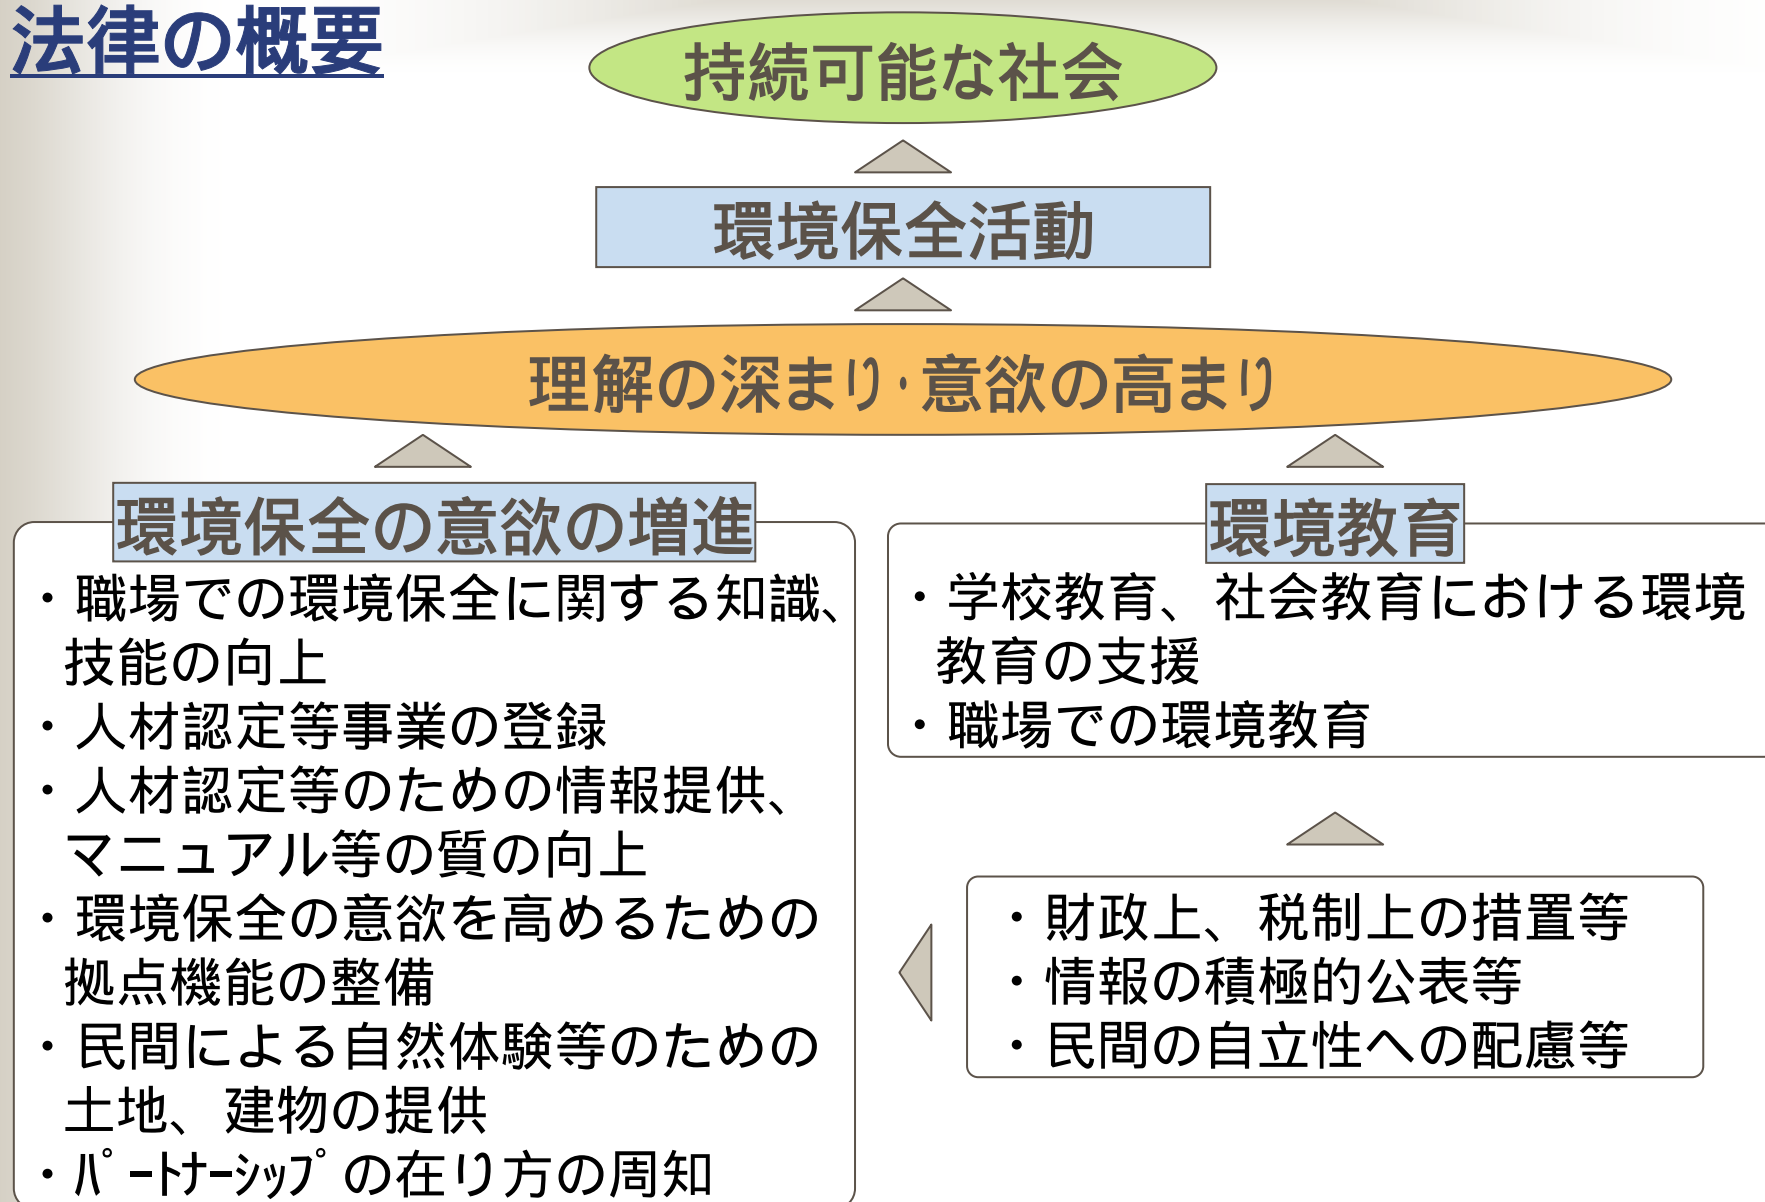 法律の概要
持続可能な社会
環境保全活動
理解の深まり・意欲の高まり
環境保全の意欲の増進
・職場での環境保全に関する知識、
技能の向上
・人材認定等事業の登録
・人材認定等のための情報提供、
マニュアル等の質の向上
・環境保全の意欲を高めるための
拠点機能の整備
・民間による自然体験等のための
土地、建物の提供
・ﾊﾟｰﾄﾅｰｼｯﾌﾟの在り方の周知
環境教育
・学校教育、社会教育における環境
教育の支援
・職場での環境教育
・財政上、税制上の措置等
・情報の積極的公表等
・民間の自立性への配慮等